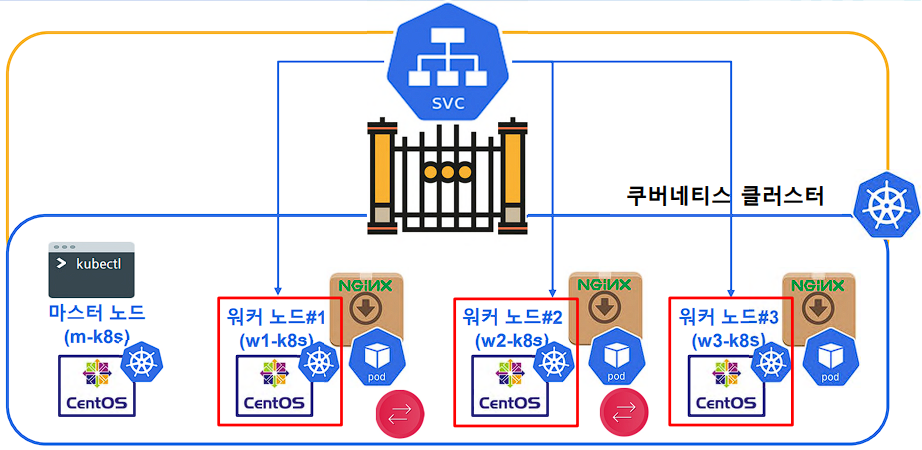 SVC
쿠버네티스 클러스터
> kubectl
마스터 노드
(m-k8s)
CentOS
NGINX
워커 노드#1
(w1-k8s)
CentOS
pod
NGINX
워커 노드#2
(w2-k8s)
CentOS
pod
NGINX
워커 노드#3
(w3-k8s)
CentOS
pod